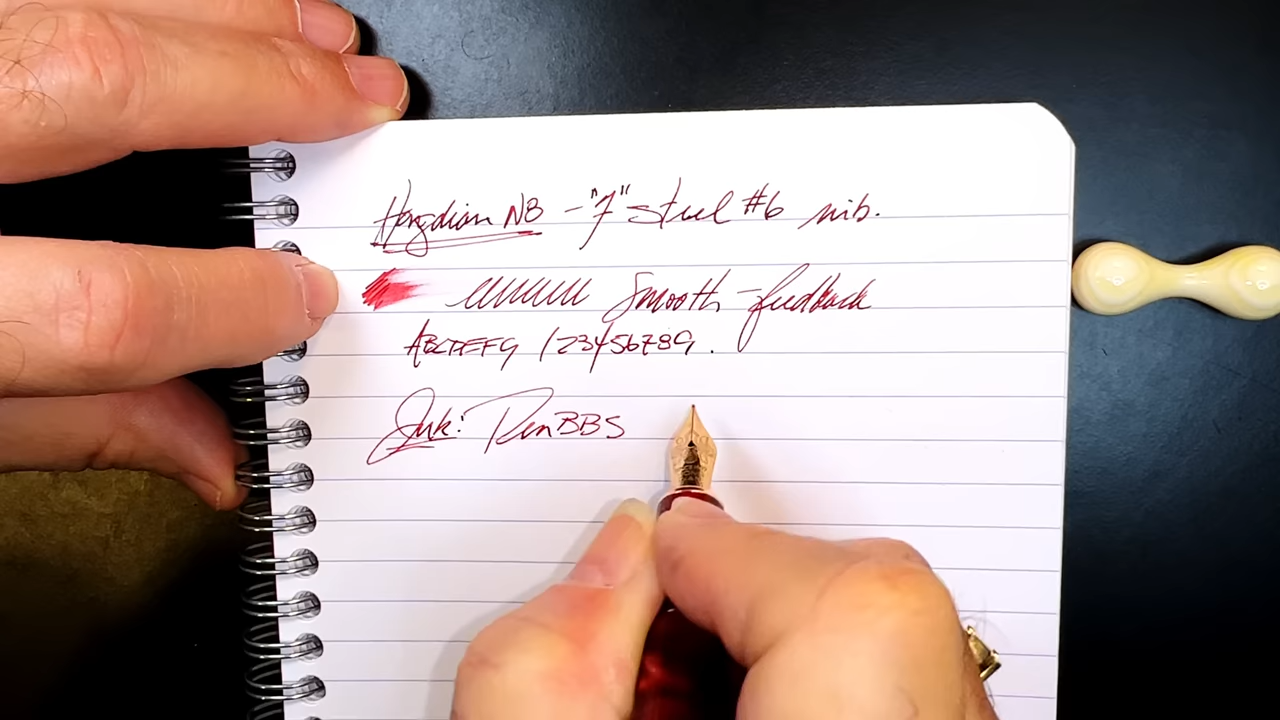 Hongdian N8 - "F" steel #6 nib.
Smooth - feedback
ABCDEFG 123456789.
Ink: PenBBS